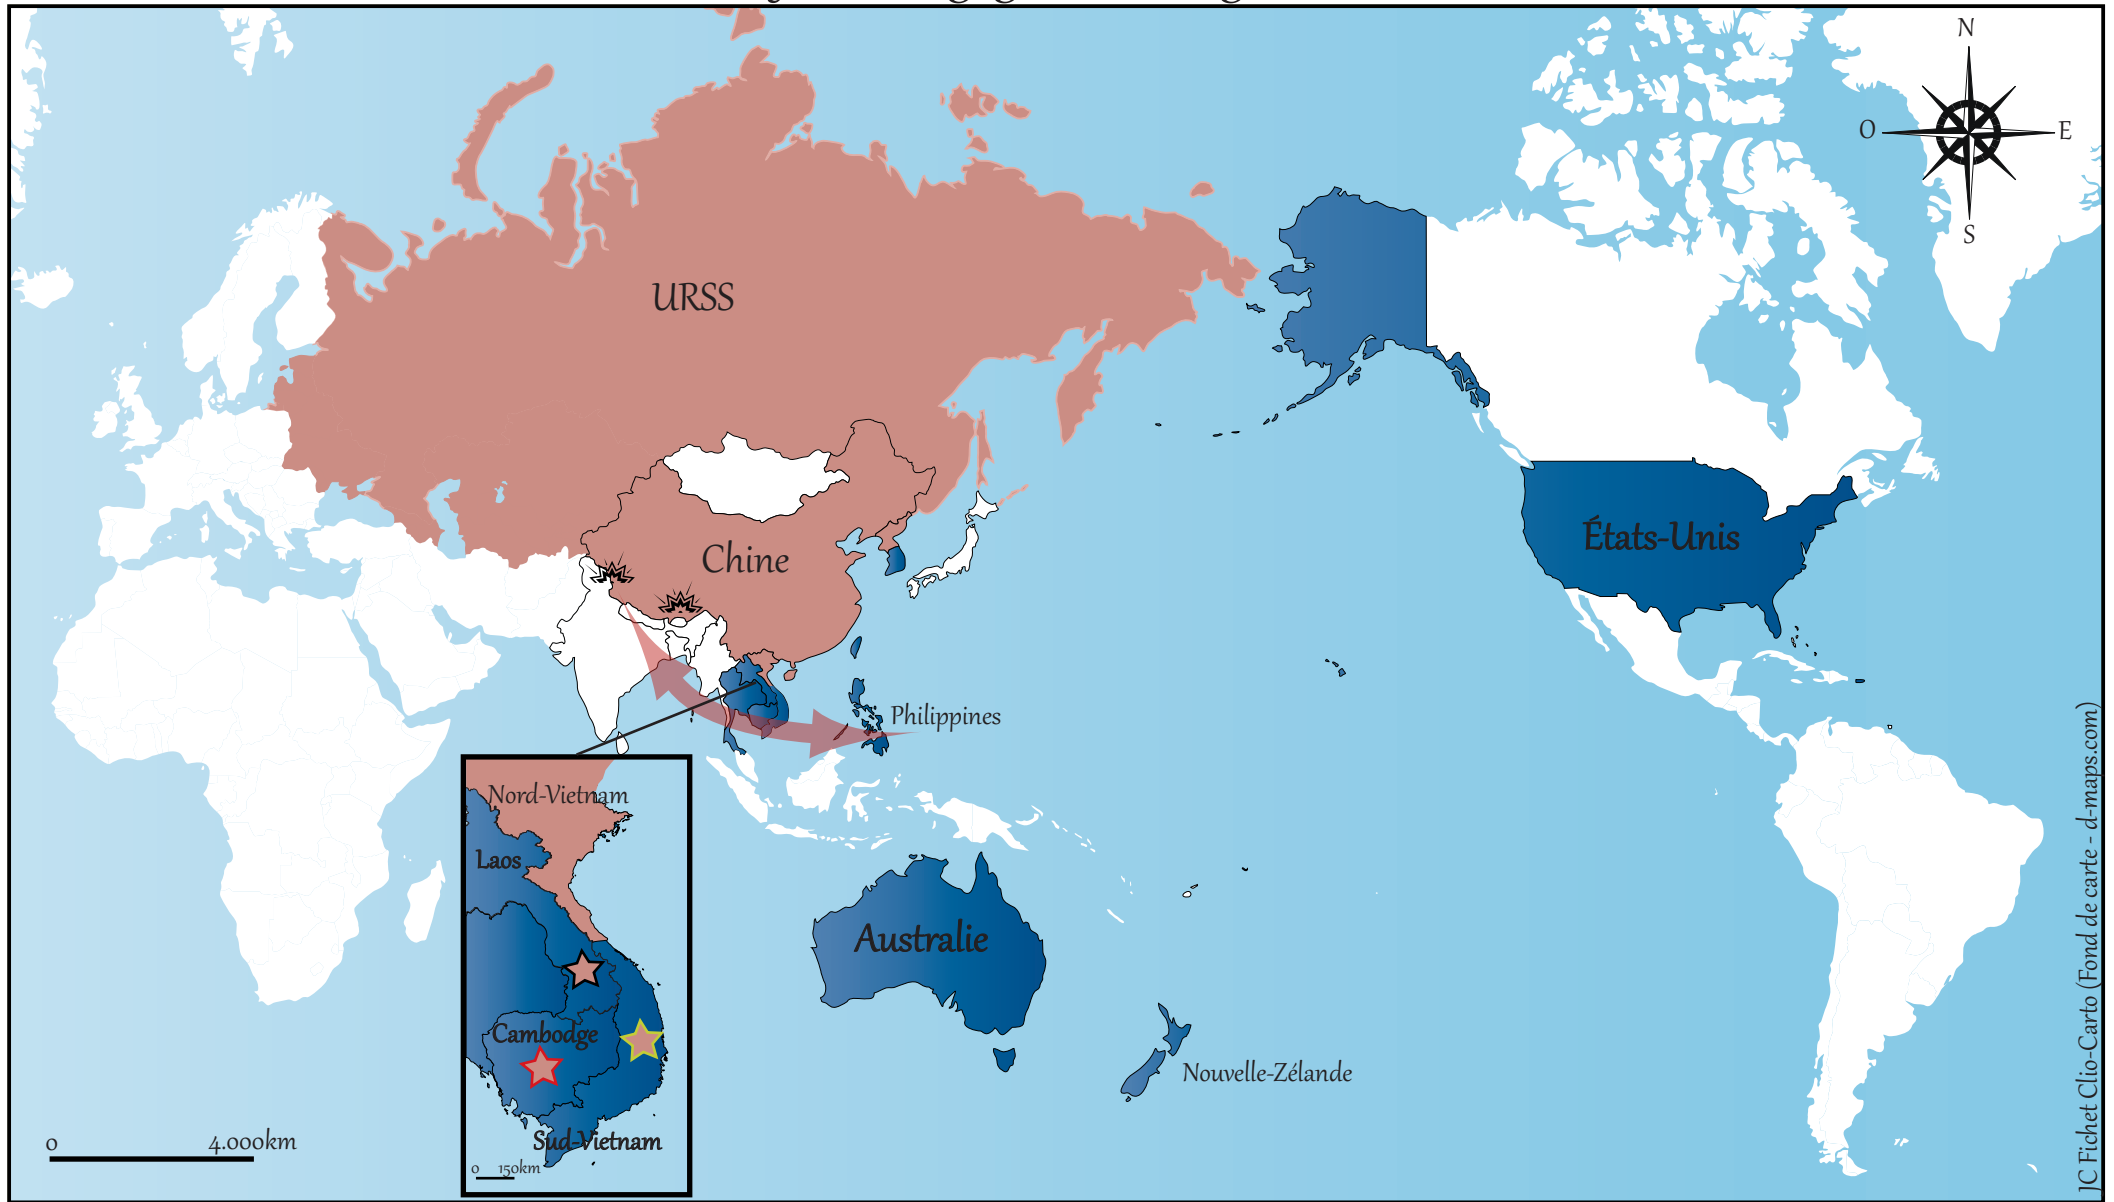 N
O
E
S
URSS
Chine
États-Unis
Philippines
Nord-Vietnam
Laos
Australie
Cambodge
Nouvelle-Zélande
Sud-Vietnam
0 150km
0 4.000km
JC Fichet Clio-Carto (Fond de carte - d-maps.com)